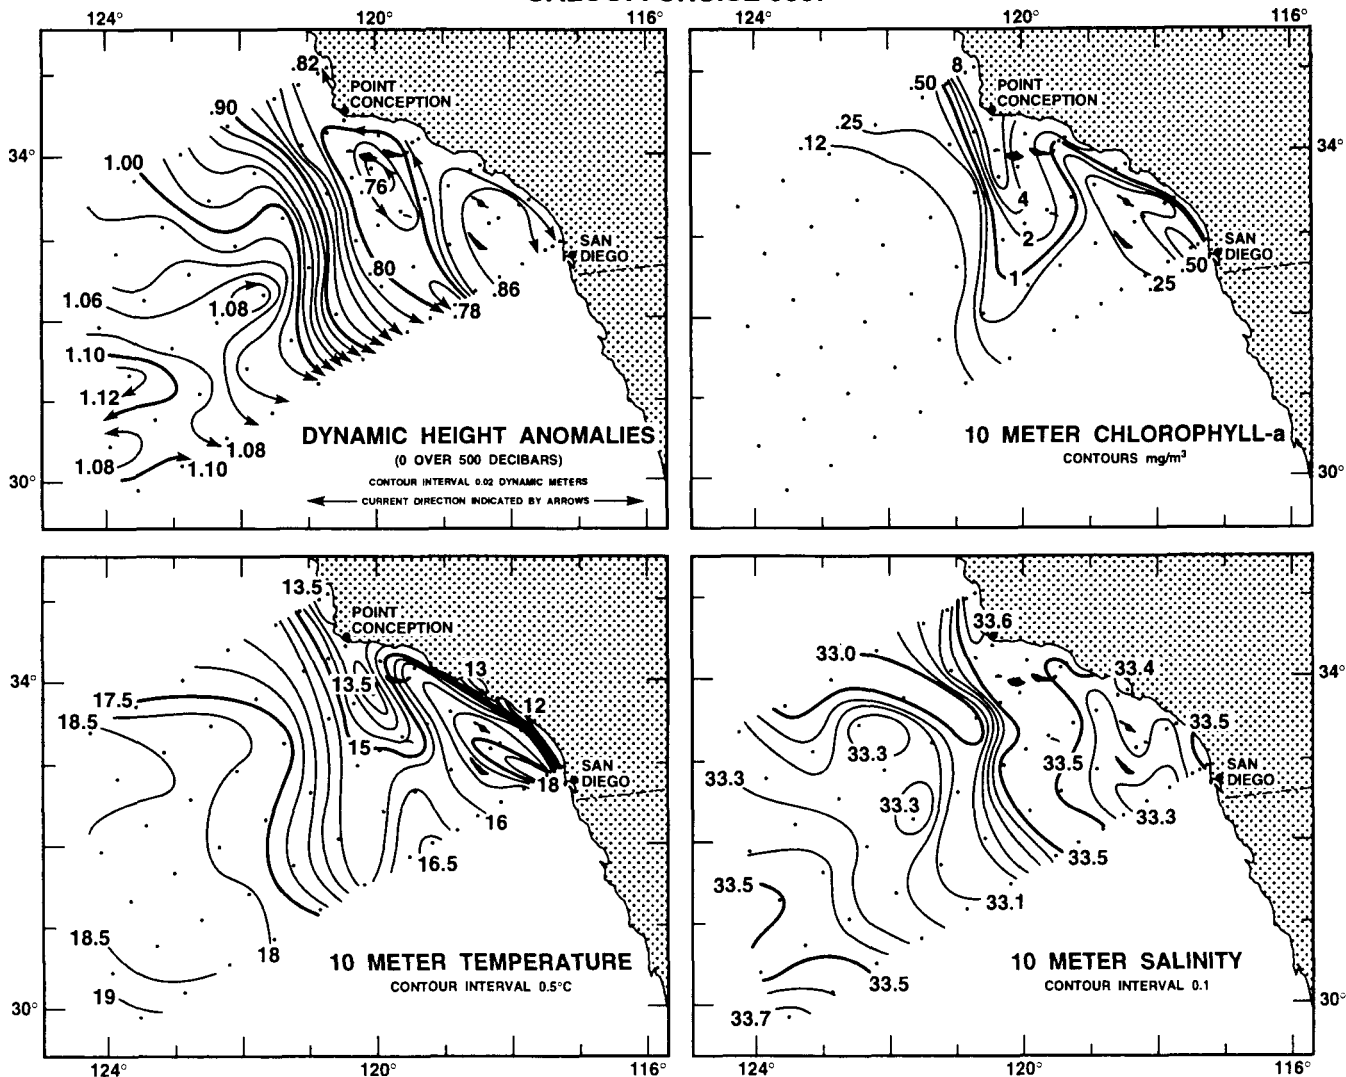 124°
120°
120°
116°
.82
POINT
CONCEPTION
.90
1.00
34°
.76
SAN
DIEGO
.80
.86
.78
1.06
1.08
1.10
1.12
1.08
1.08
1.10
30°
DYNAMIC HEIGHT ANOMALIES
(0 OVER 500 DECIBARS)
CONTOUR INTERVAL 0.02 DYNAMIC METERS
CURRENT DIRECTION INDICATED BY ARROWS
8
.50
POINT
CONCEPTION
.25
.12
34°
4
2
1
SAN
DIEGO
.50
.25
10 METER CHLOROPHYLL-a
CONTOURS mg/m³
30°
13.5
POINT
CONCEPTION
34°
13
13.5
17.5
12
18.5
15
SAN
DIEGO
18
16
16.5
18.5
18
19
30°
10 METER TEMPERATURE
CONTOUR INTERVAL 0.5°C
124°
120°
33.6
33.0
33.4
34°
33.5
33.3
33.5
SAN
DIEGO
33.3
33.3
33.3
33.5
33.5
33.1
33.5
33.7
10 METER SALINITY
CONTOUR INTERVAL 0.1
30°
124°
120°
116°